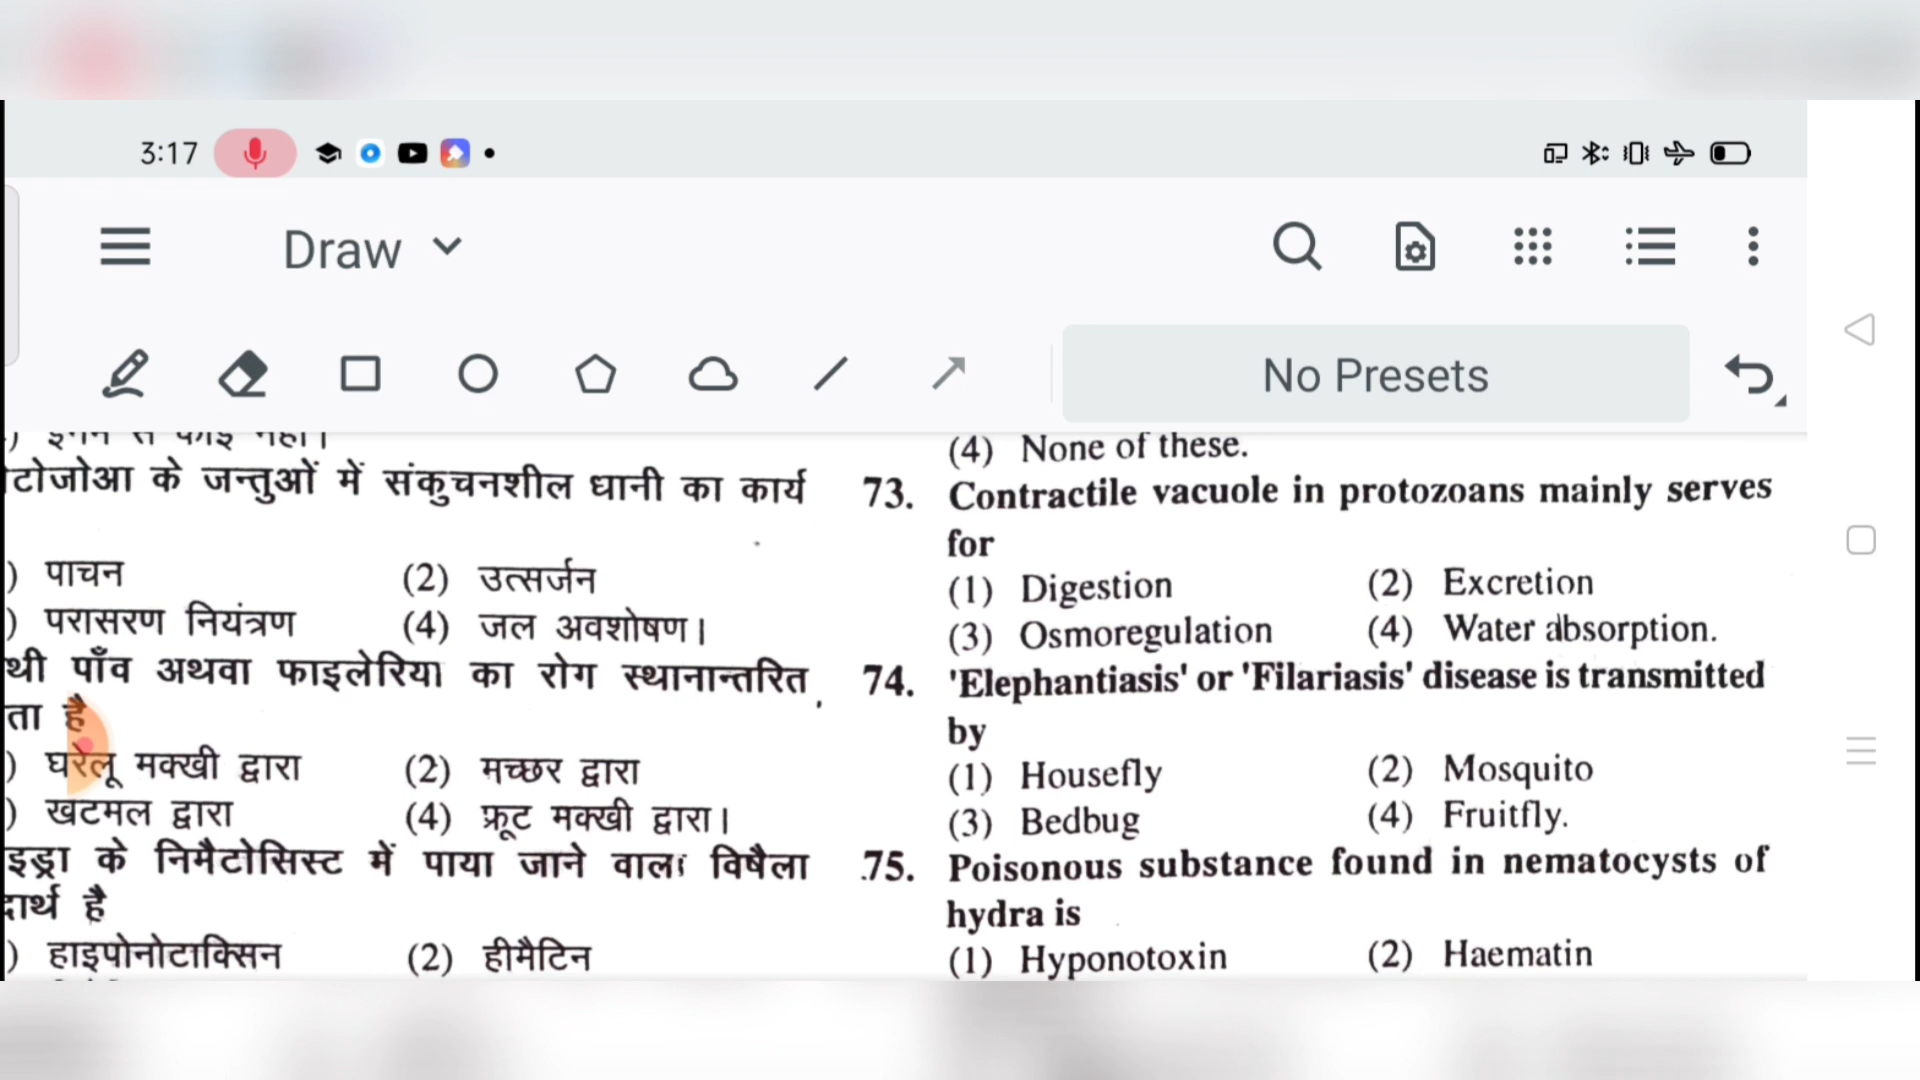 3:17
Draw
No Presets
) इनमें से कोई नहीं।
टोजोआ के जन्तुओं में संकुचनशील धानी का कार्य
) पाचन (2) उत्सर्जन
) परासरण नियंत्रण (4) जल अवशोषण।
थी पाँव अथवा फाइलेरिया का रोग स्थानान्तरित
ता है
) घरेलू मक्खी द्वारा (2) मच्छर द्वारा
) खटमल द्वारा (4) फ्रूट मक्खी द्वारा।
इड्रा के निमैटोसिस्ट में पाया जाने वाला विषैला
दार्थ है
) हाइपोनोटाक्सिन (2) हीमैटिन
(4) None of these.
73. Contractile vacuole in protozoans mainly serves
for
(1) Digestion (2) Excretion
(3) Osmoregulation (4) Water absorption.
74. 'Elephantiasis' or 'Filariasis' disease is transmitted
by
(1) Housefly (2) Mosquito
(3) Bedbug (4) Fruitfly.
75. Poisonous substance found in nematocysts of
hydra is
(1) Hyponotoxin (2) Haematin